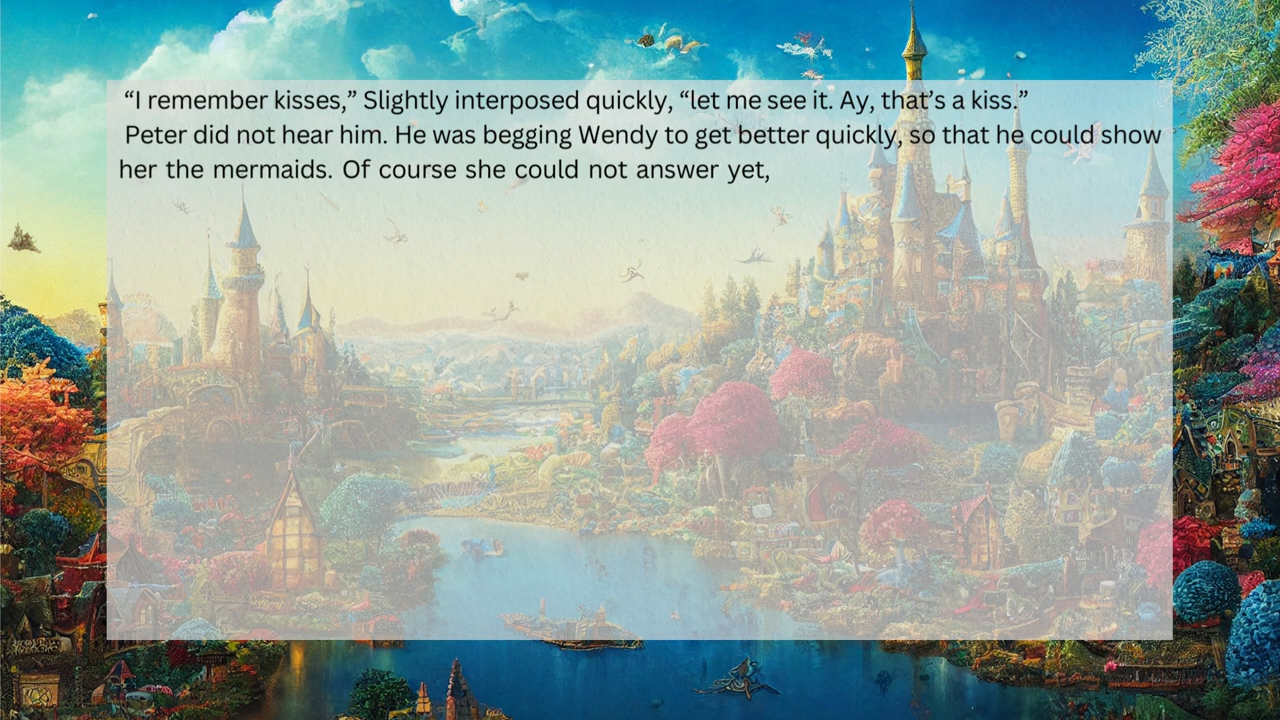 “I remember kisses,” Slightly interposed quickly, “let me see it. Ay, that’s a kiss.”
Peter did not hear him. He was begging Wendy to get better quickly, so that he could show
her the mermaids. Of course she could not answer yet,